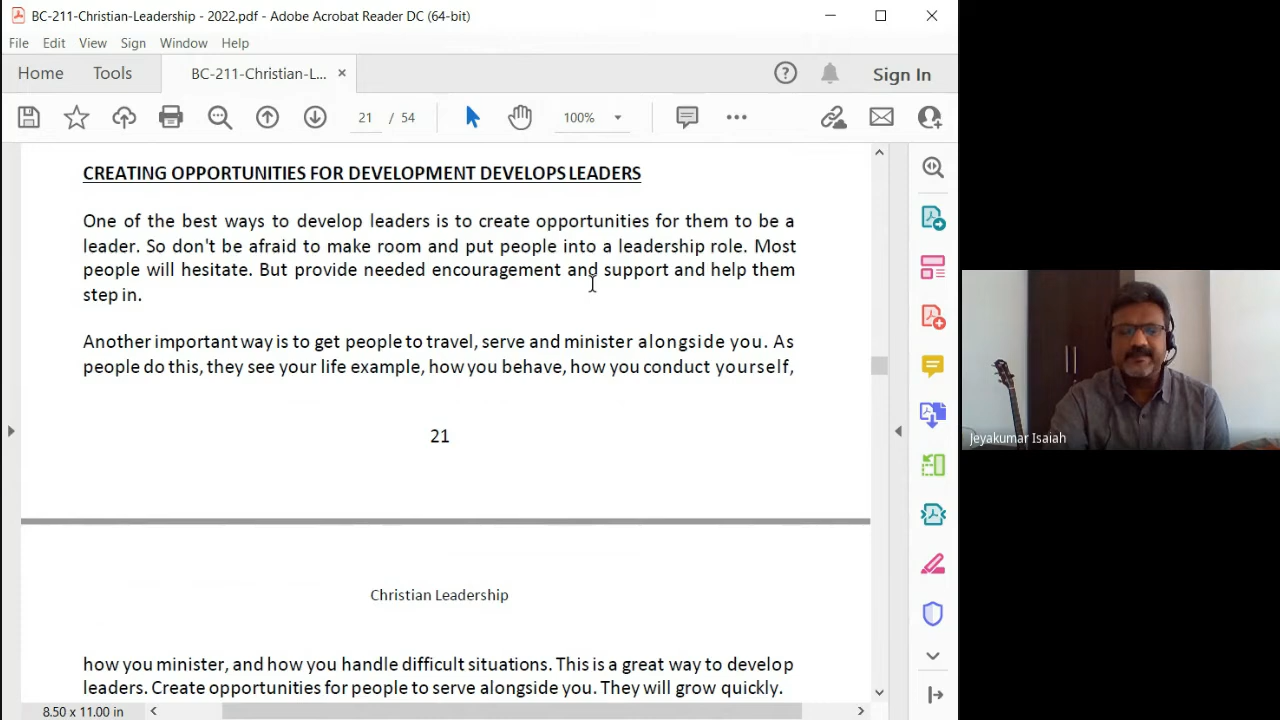 BC-211-Christian-Leadership - 2022.pdf - Adobe Acrobat Reader DC (64-bit)
File Edit View Sign Window Help
Home Tools BC-211-Christian-L... × Sign In
21 / 54 100%
CREATING OPPORTUNITIES FOR DEVELOPMENT DEVELOPS LEADERS
One of the best ways to develop leaders is to create opportunities for them to be a
leader. So don't be afraid to make room and put people into a leadership role. Most
people will hesitate. But provide needed encouragement and support and help them
step in.
Another important way is to get people to travel, serve and minister alongside you. As
people do this, they see your life example, how you behave, how you conduct yourself,
21
Christian Leadership
how you minister, and how you handle difficult situations. This is a great way to develop
leaders. Create opportunities for people to serve alongside you. They will grow quickly.
8.50 x 11.00 in
Jeyakumar Isaiah